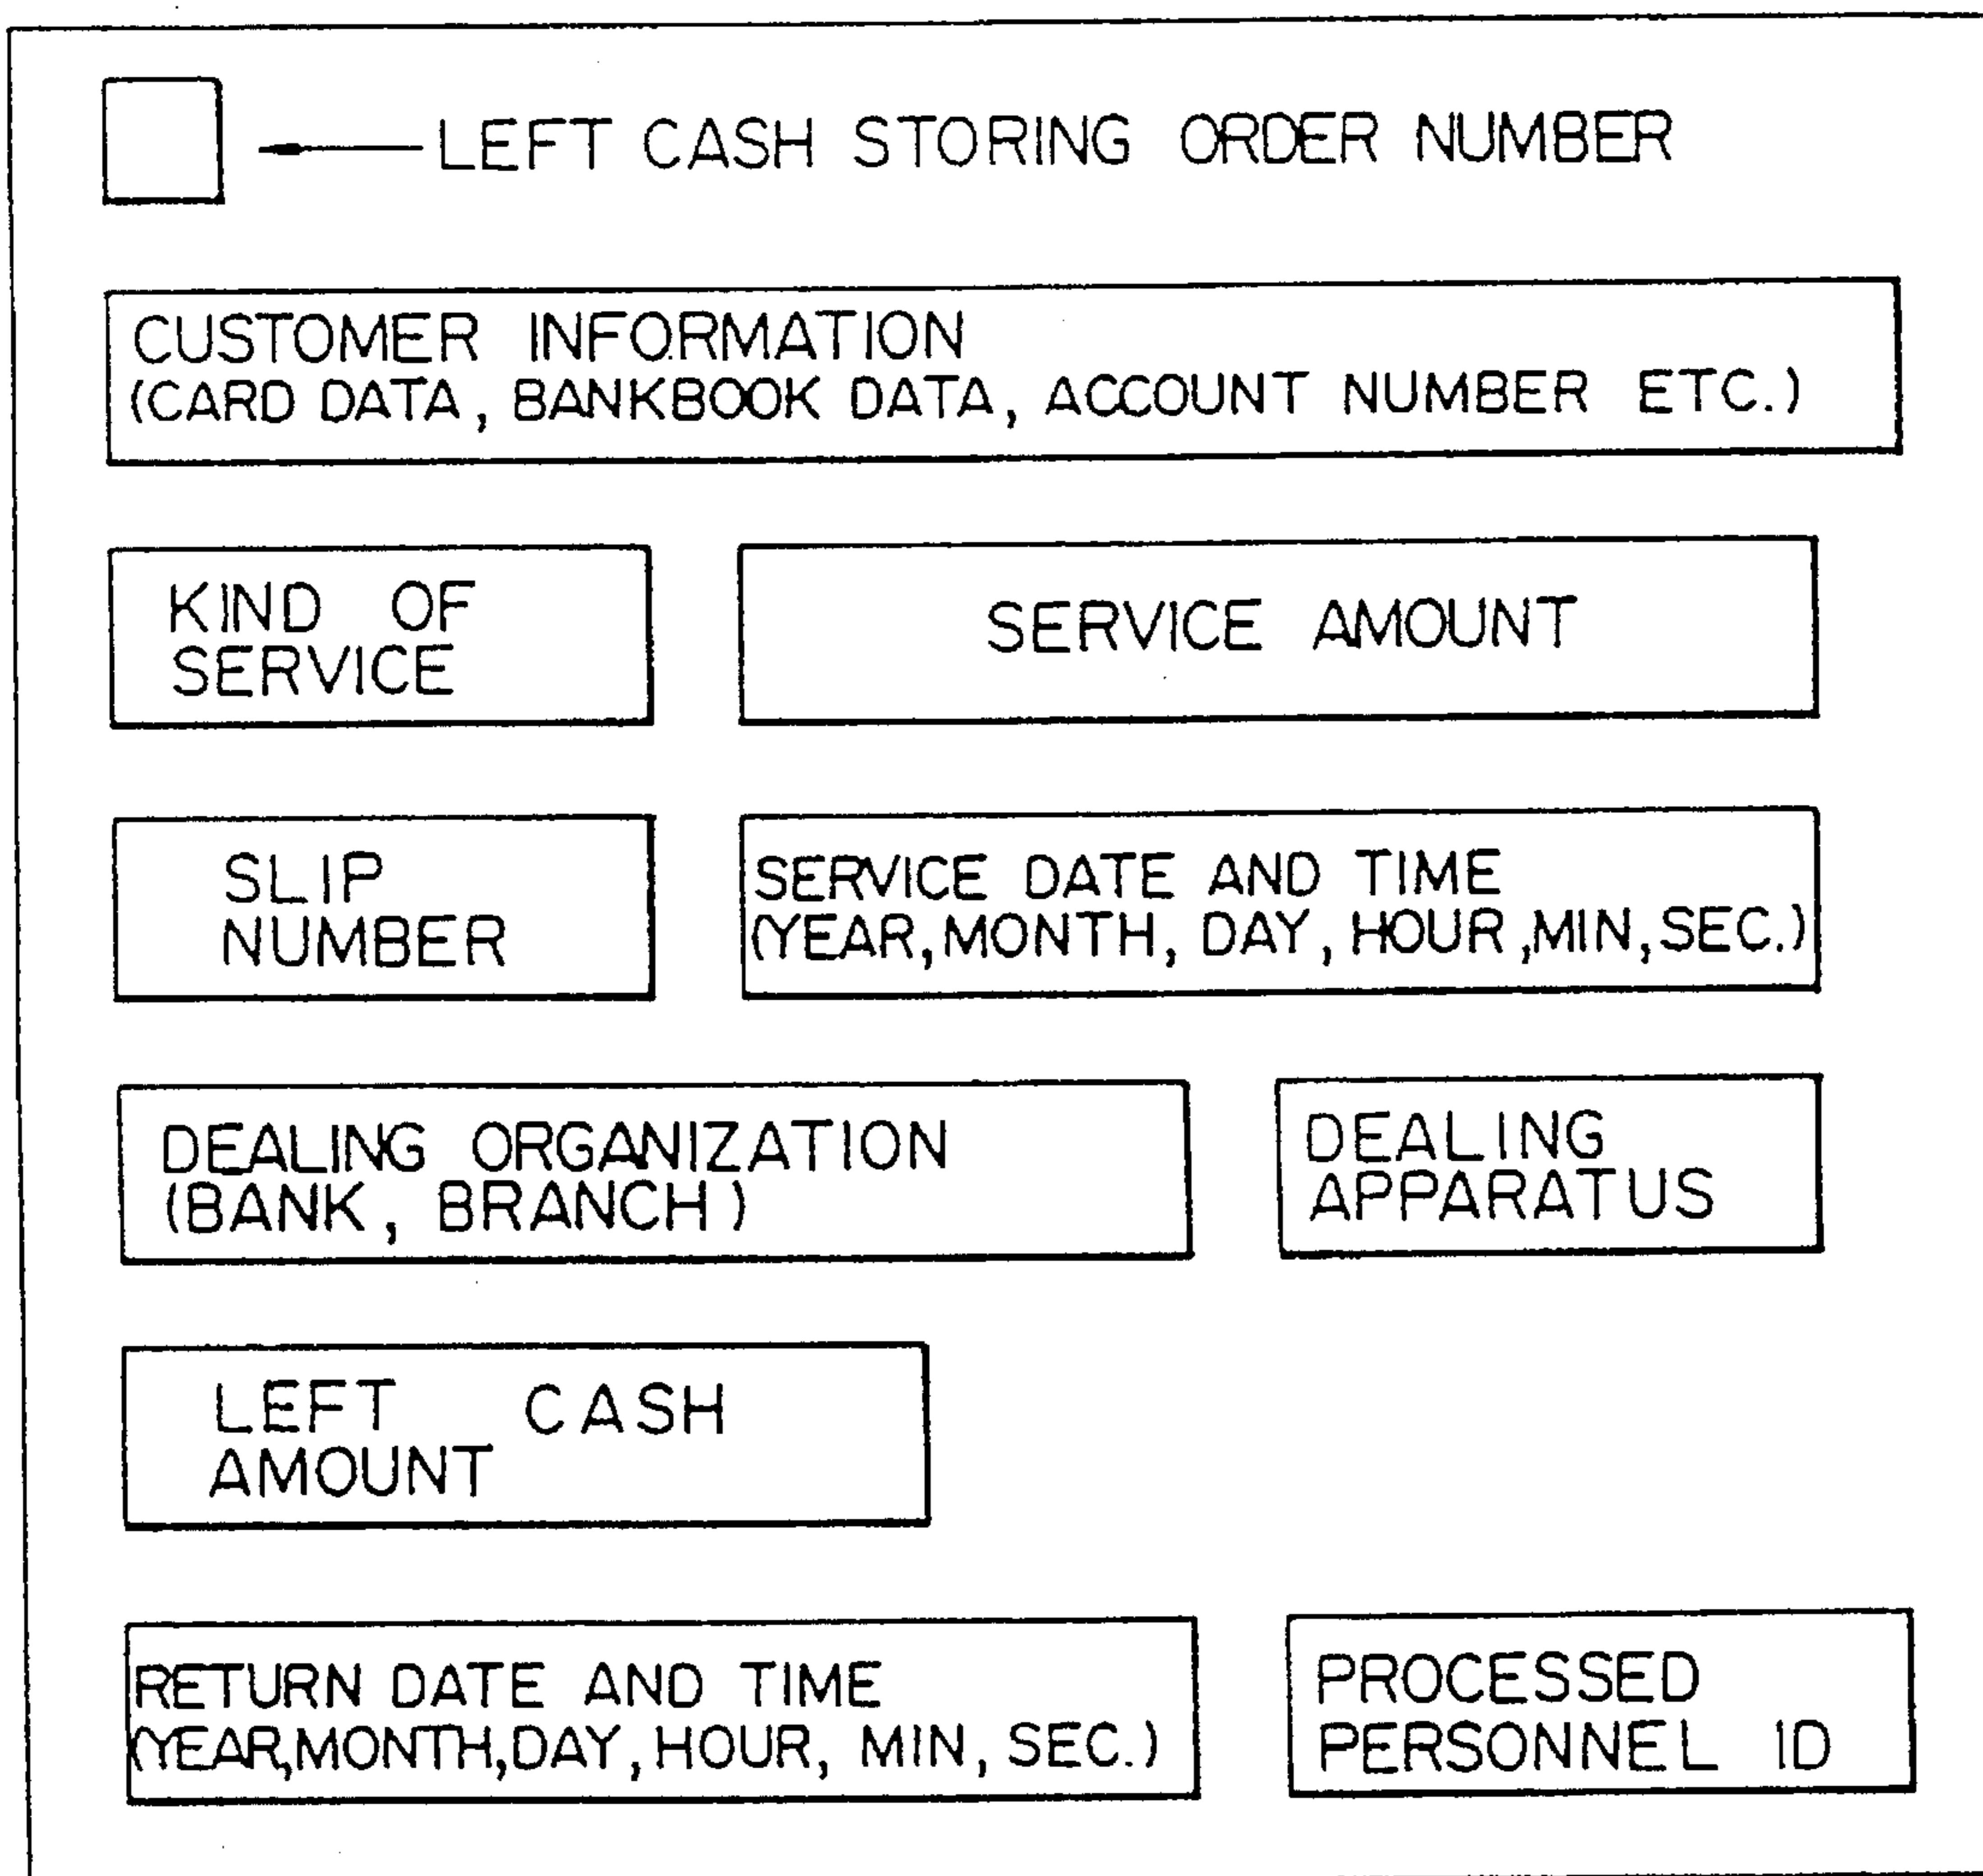 LEFT CASH STORING ORDER NUMBER
CUSTOMER INFORMATION
(CARD DATA, BANKBOOK DATA, ACCOUNT NUMBER ETC.)
KIND OF
SERVICE
SERVICE AMOUNT
SLIP
NUMBER
SERVICE DATE AND TIME
(YEAR, MONTH, DAY, HOUR, MIN, SEC.)
DEALING ORGANIZATION
(BANK, BRANCH)
DEALING
APPARATUS
LEFT CASH
AMOUNT
RETURN DATE AND TIME
(YEAR, MONTH, DAY, HOUR, MIN, SEC.)
PROCESSED
PERSONNEL ID